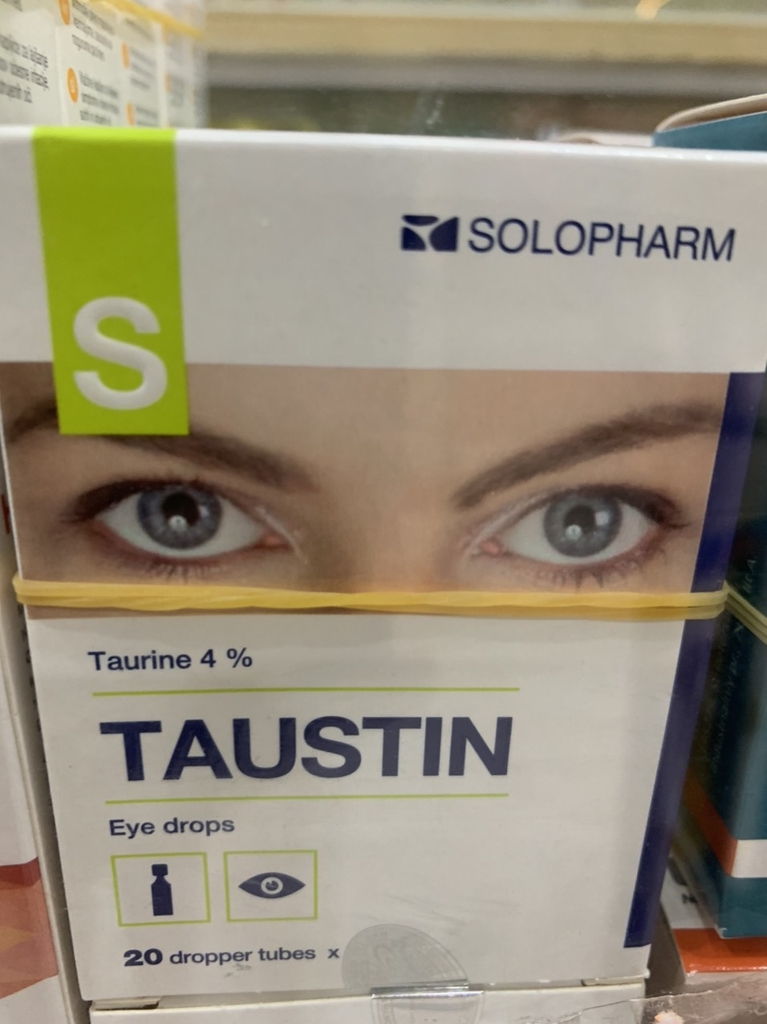 S
SOLOPHARM
Taurine 4 %
TAUSTIN
Eye drops
20 dropper tubes x